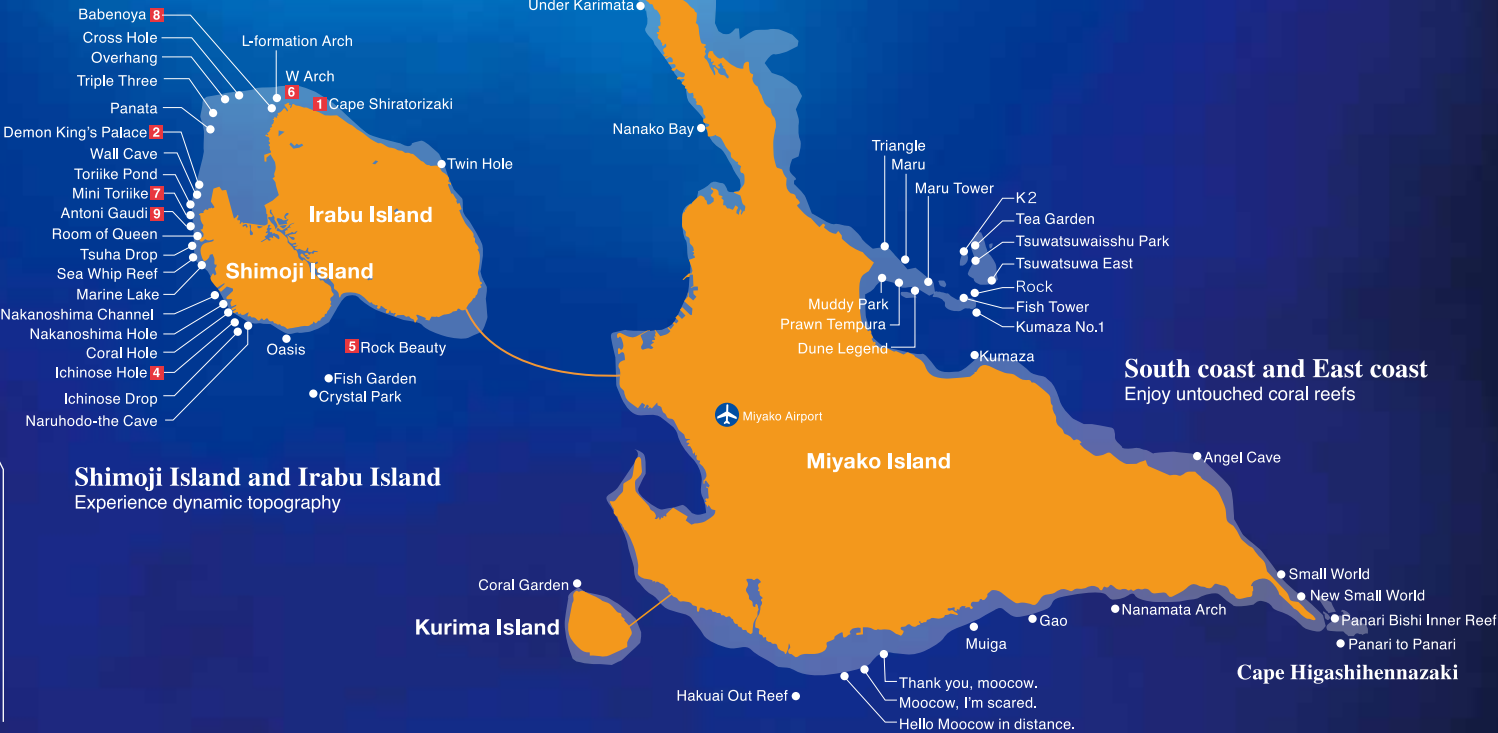 Under Karimata
Babenoya 8
Cross Hole
Overhang
Triple Three
Panata
Demon King's Palace 2
Wall Cave
Toriike Pond
Mini Toriike 7
Antoni Gaudi 9
Room of Queen
Tsuha Drop
Sea Whip Reef
Marine Lake
Nakanoshima Channel
Nakanoshima Hole
Coral Hole
Ichinose Hole 4
Ichinose Drop
Naruhodo-the Cave
L-formation Arch
W Arch
6
1 Cape Shiratorizaki
Twin Hole
Irabu Island
Shimoji Island
Oasis
5 Rock Beauty
Fish Garden
Crystal Park
Shimoji Island and Irabu Island
Experience dynamic topography
Nanako Bay
Triangle
Maru
Maru Tower
K2
Tea Garden
Tsuwatsuwaisshu Park
Tsuwatsuwa East
Rock
Fish Tower
Kumaza No.1
Muddy Park
Prawn Tempura
Dune Legend
Kumaza
South coast and East coast
Enjoy untouched coral reefs
Miyako Airport
Miyako Island
Angel Cave
Coral Garden
Kurima Island
Small World
New Small World
Panari Bishi Inner Reef
Panari to Panari
Cape Higashihennazaki
Nanamata Arch
Gao
Muiga
Thank you, moocow.
Moocow, I'm scared.
Hello Moocow in distance.
Hakuai Out Reef